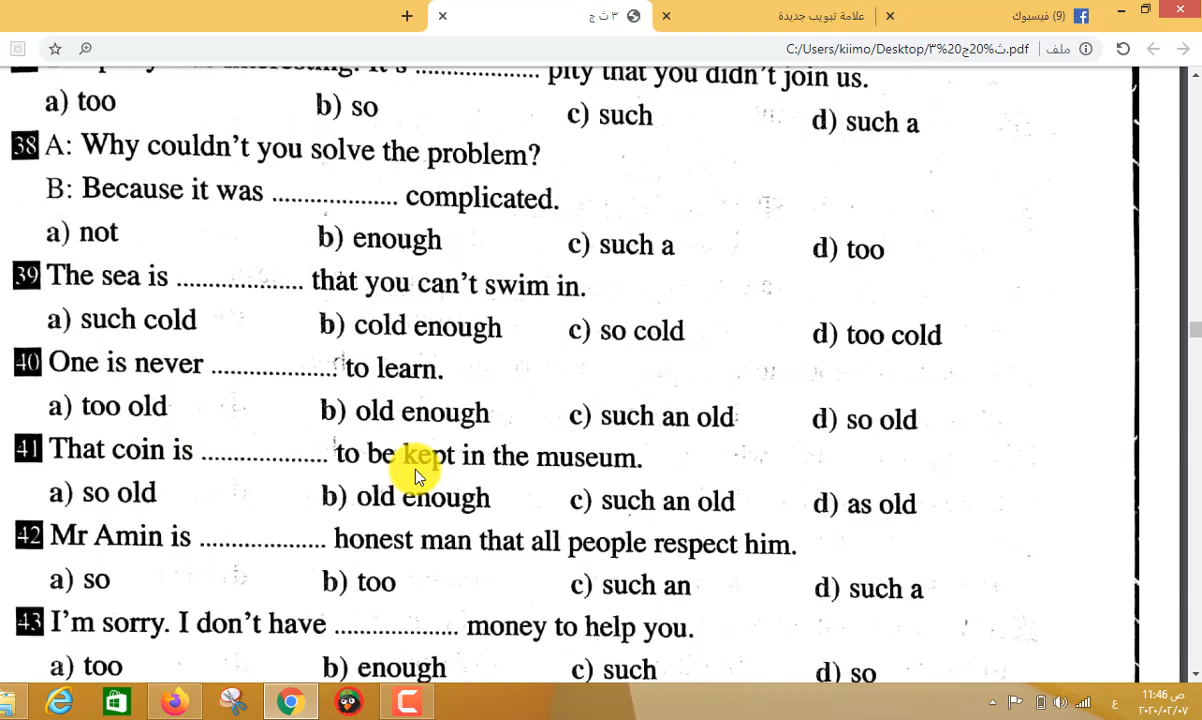 (9) فيسبوك
علامة تبويب جديدة
٣ ث ج
ملف C:/Users/kiimo/Desktop/٣%20ث%20ج.pdf
pity that you didn't join us.
a) too b) so c) such d) such a
38 A: Why couldn't you solve the problem?
B: Because it was .................... complicated.
a) not b) enough c) such a d) too
39 The sea is .................... that you can't swim in.
a) such cold b) cold enough c) so cold d) too cold
40 One is never .................... to learn.
a) too old b) old enough c) such an old d) so old
41 That coin is .................... to be kept in the museum.
a) so old b) old enough c) such an old d) as old
42 Mr Amin is .................... honest man that all people respect him.
a) so b) too c) such an d) such a
43 I'm sorry. I don't have .................... money to help you.
a) too b) enough c) such d) so
ع
11:46 ص
٢٠٢٠/٠٢/٠٧